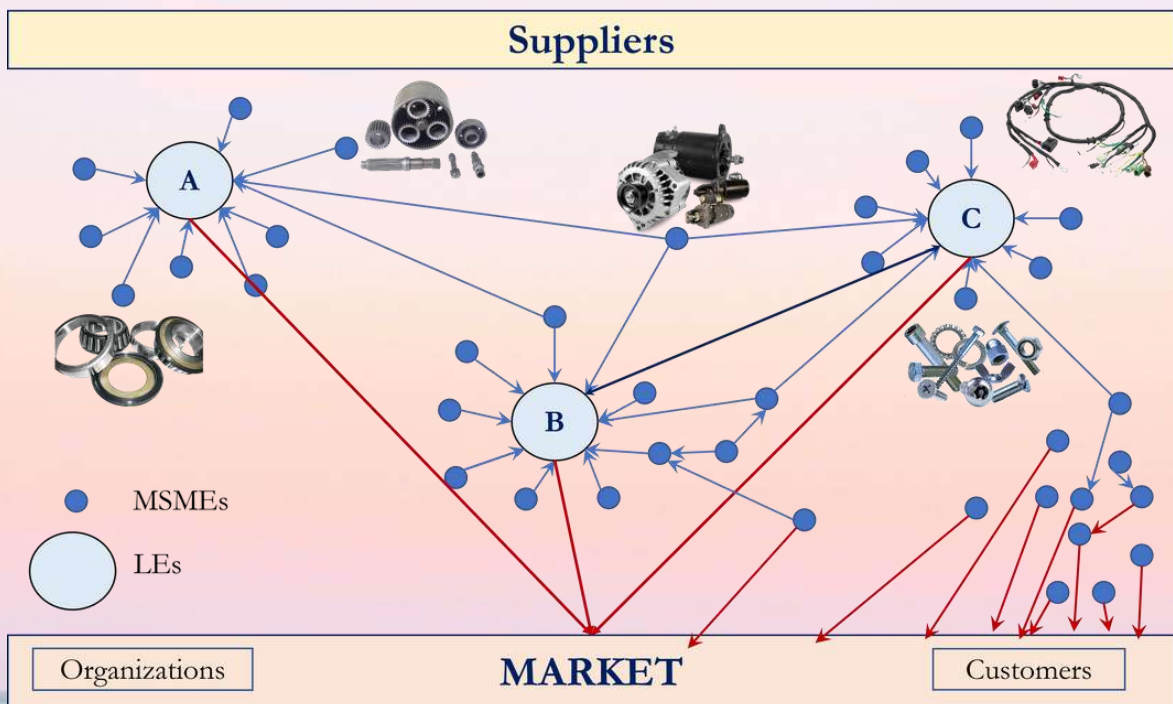 Suppliers
A
C
B
MSMEs
LEs
Organizations
MARKET
Customers